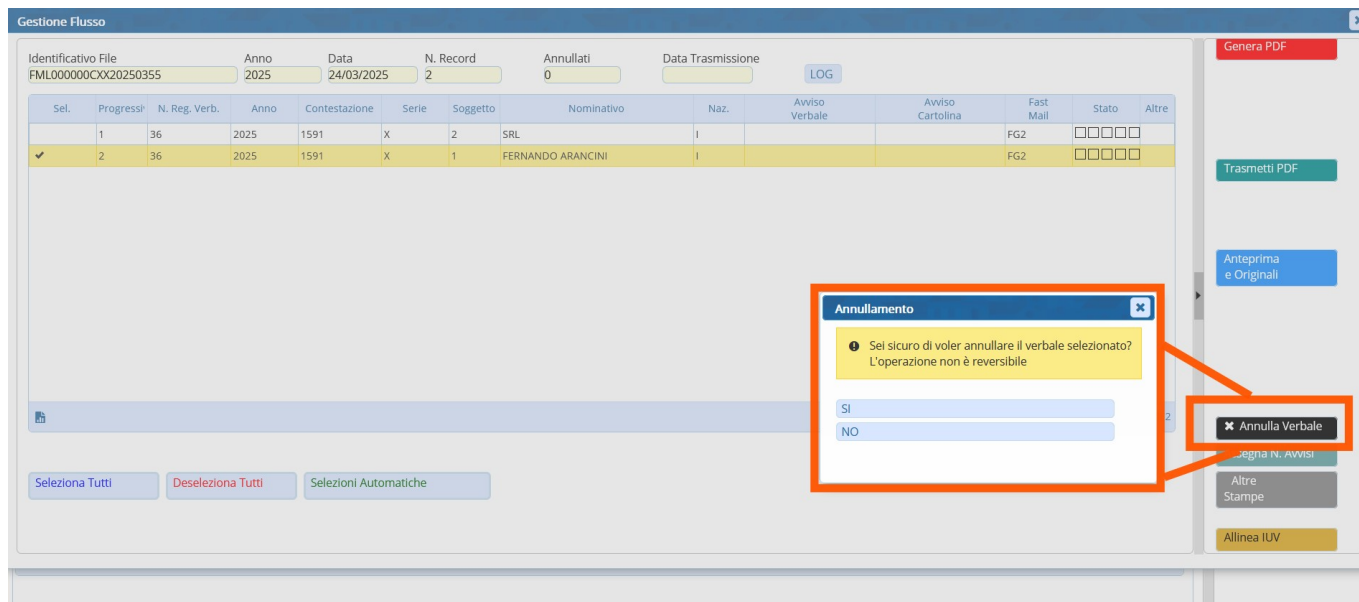 Gestione Flusso
Identificativo File Anno Data N. Record Annullati Data Trasmissione
FML000000CXX20250355 2025 24/03/2025 2 0 LOG
Sel. Progressiv N. Reg. Verb. Anno Contestazione Serie Soggetto Nominativo Naz. Avviso Verbale Avviso Cartolina Fast Mail Stato Altre
1 36 2025 1591 X 2 SRL I FG2
2 36 2025 1591 X 1 FERNANDO ARANCINI I FG2
2
Seleziona Tutti Deseleziona Tutti Selezioni Automatiche
Annullamento
Sei sicuro di voler annullare il verbale selezionato?
L'operazione non è reversibile
SI
NO
Genera PDF
Trasmetti PDF
Anteprima
e Originali
Annulla Verbale
N. Avvisi
Altre
Stampe
Allinea IUV